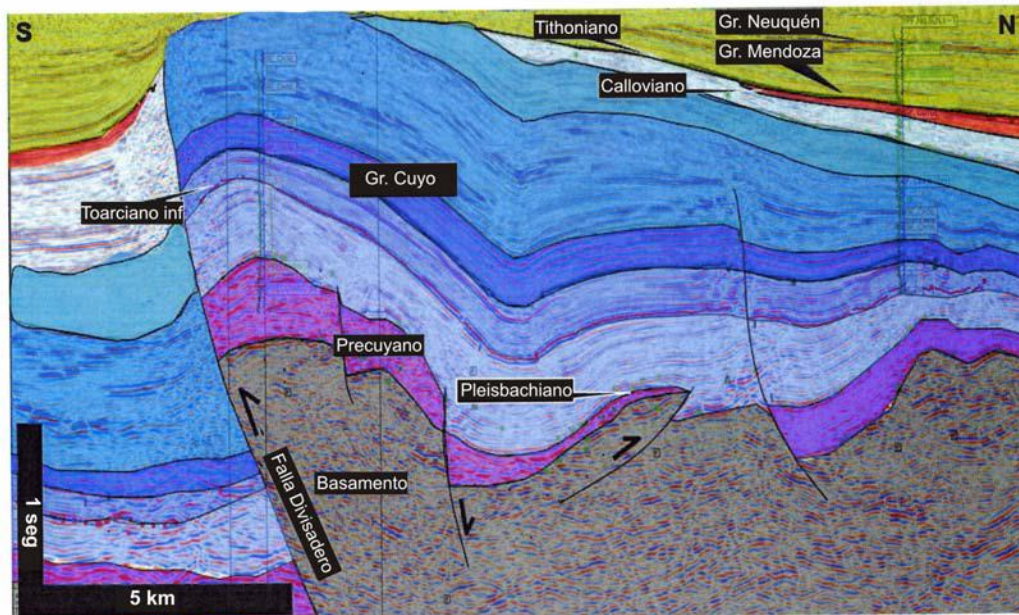 S
N
Gr. Neuquén
Tithoniano
Gr. Mendoza
Calloviano
Gr. Cuyo
Toarciano inf
Precuyano
Pleisbachiano
Basamento
Falla Divisadero
1 seg
5 km